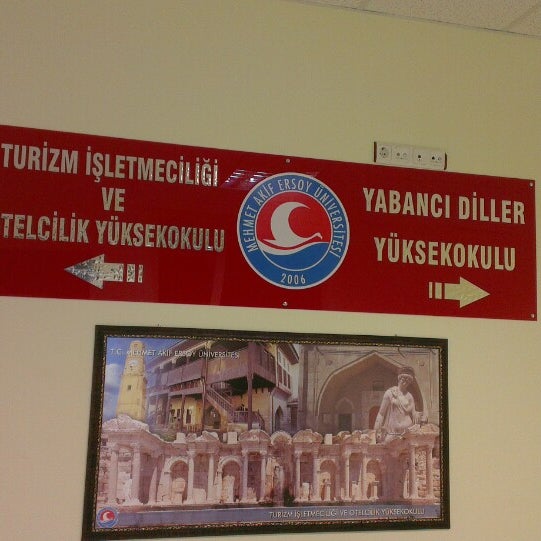 TURİZM İŞLETMECİLİĞİ
VE
TELCİLİK YÜKSEKOKULU
MEHMET AKİF ERSOY ÜNİVERSİTESİ
2006
YABANCI DİLLER
YÜKSEKOKULU
T.C. MEHMET AKİF ERSOY ÜNİVERSİTESİ
TURİZM İŞLETMECİLİĞİ VE OTELCİLİK YÜKSEKOKULU